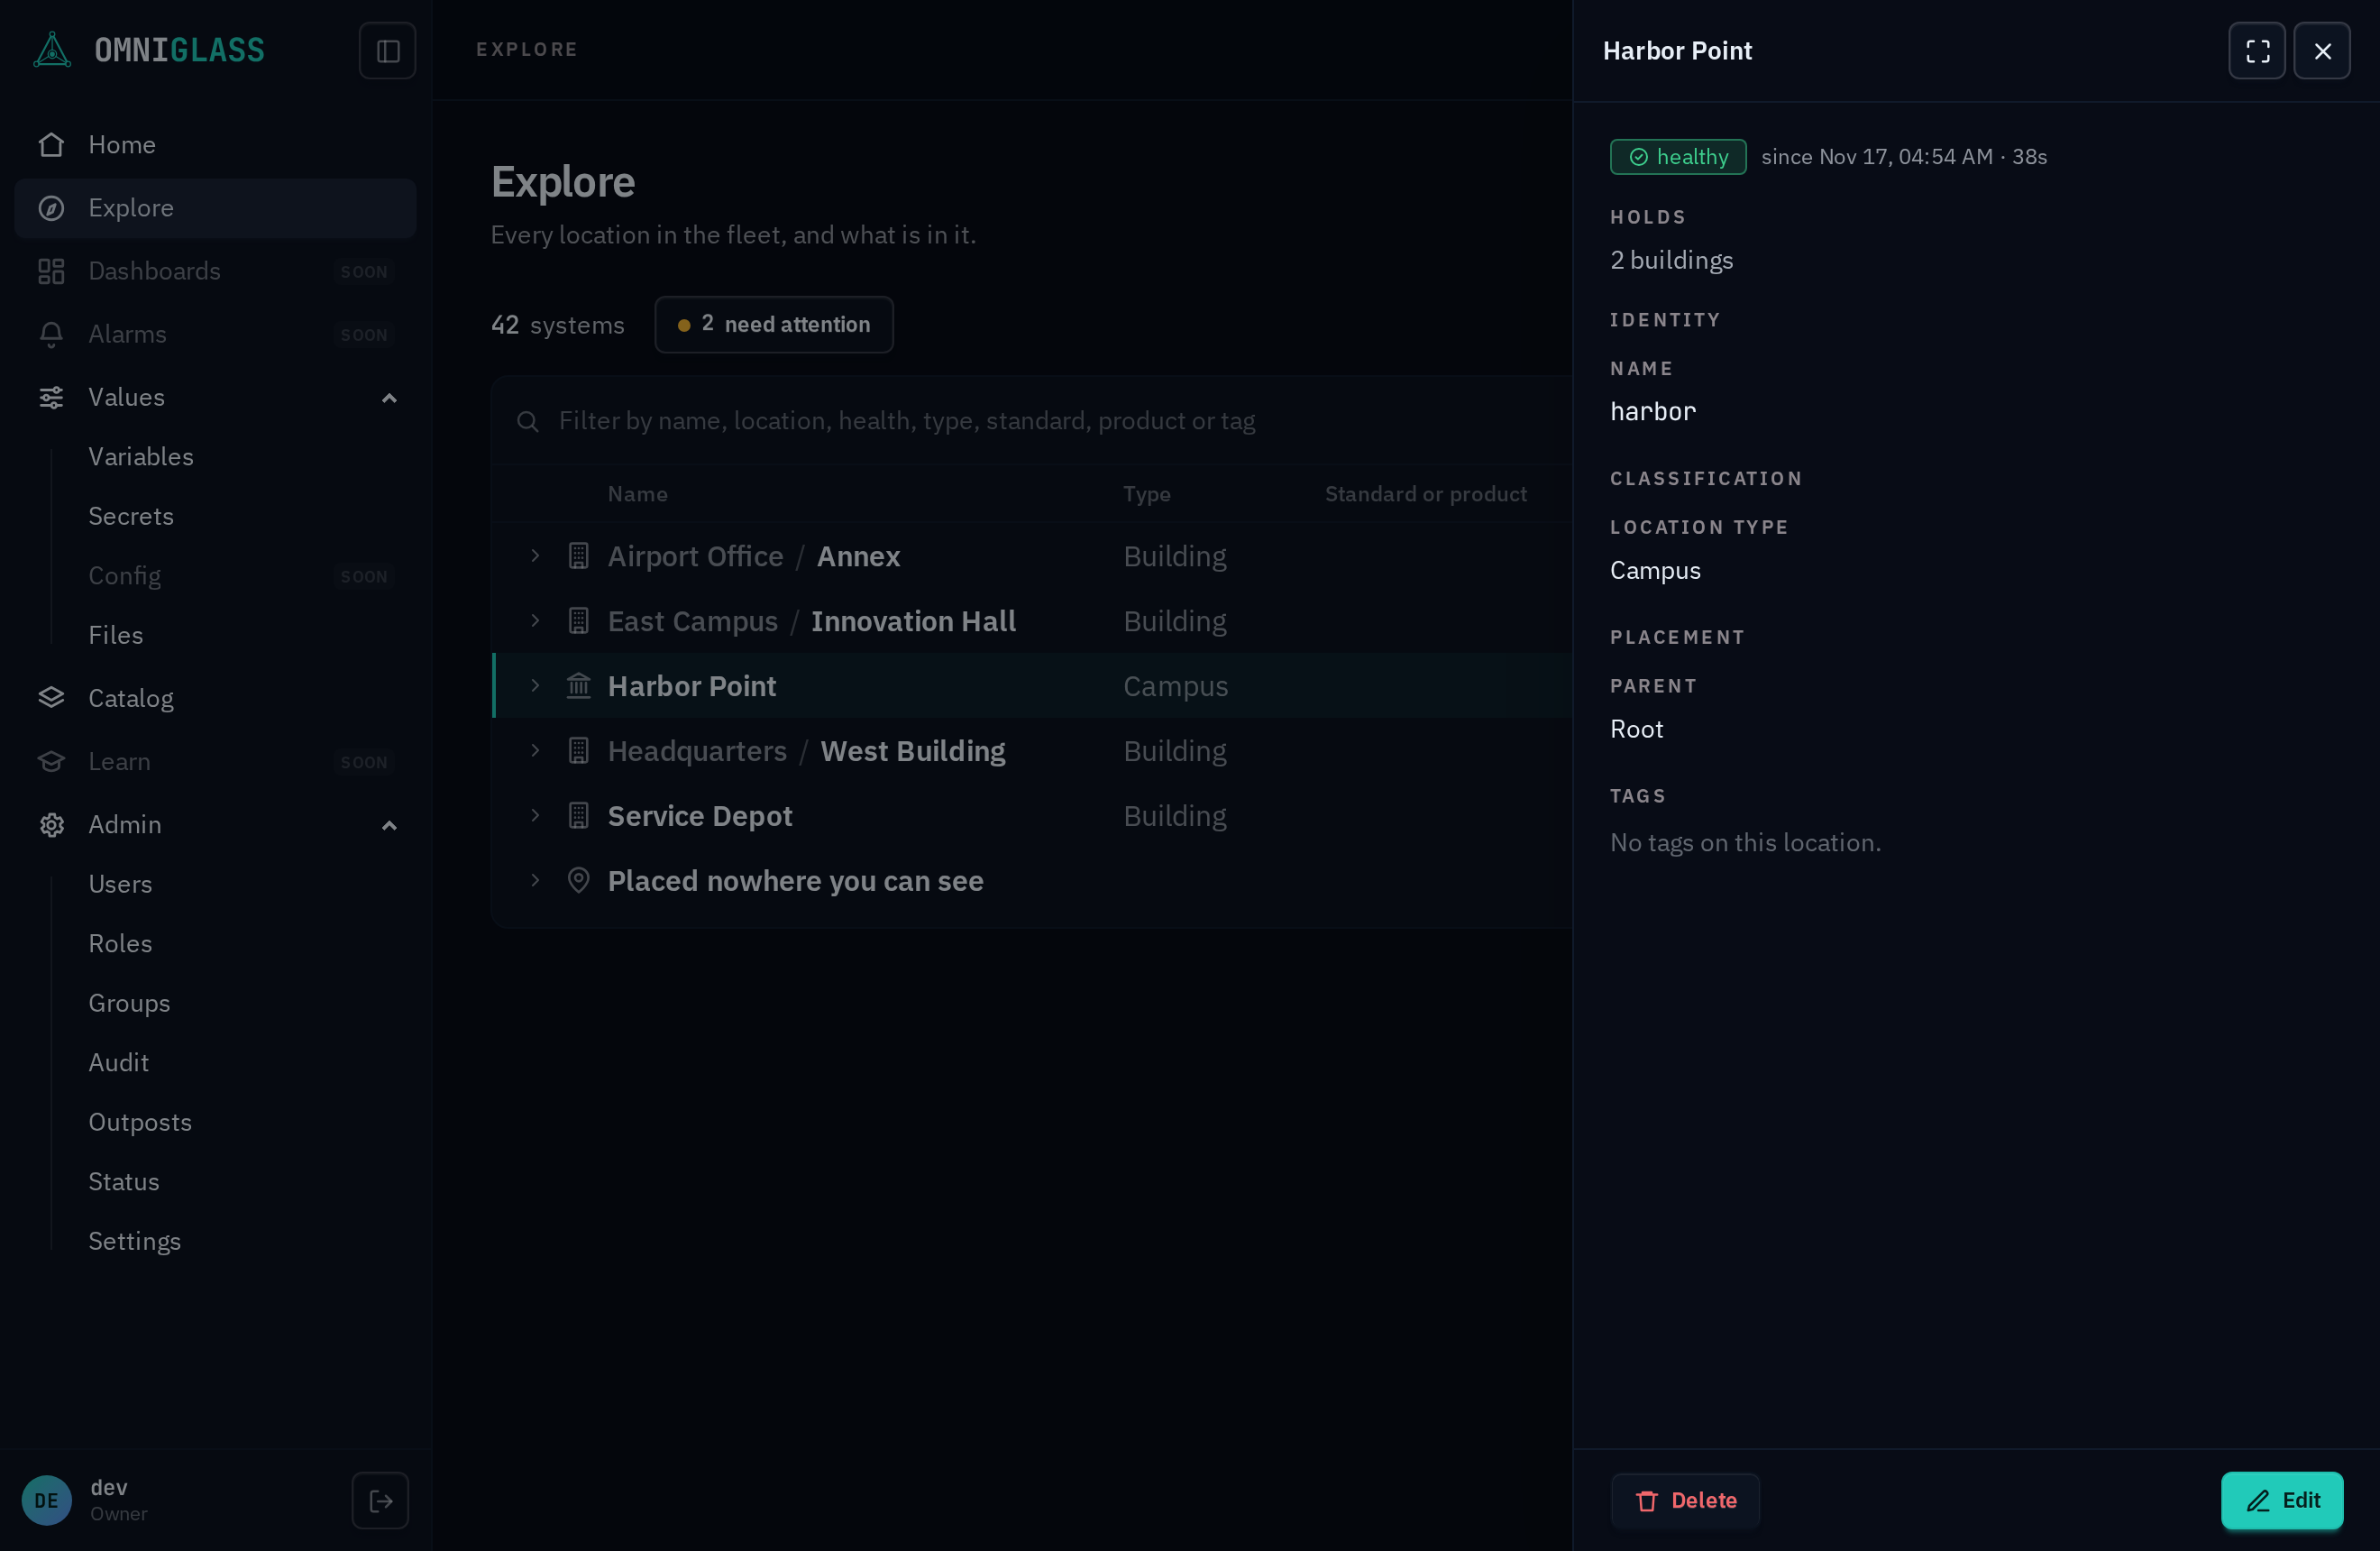 OMNIGLASS
Home
Explore
Dashboards SOON
Alarms SOON
Values
Variables
Secrets
Config SOON
Files
Catalog
Learn SOON
Admin
Users
Roles
Groups
Audit
Outposts
Status
Settings
DE
dev
Owner
EXPLORE
Explore
Every location in the fleet, and what is in it.
42 systems
2 need attention
Filter by name, location, health, type, standard, product or tag
Name Type Standard or product
Airport Office / Annex Building
East Campus / Innovation Hall Building
Harbor Point Campus
Headquarters / West Building Building
Service Depot Building
Placed nowhere you can see
Harbor Point
healthy since Nov 17, 04:54 AM · 38s
HOLDS
2 buildings
IDENTITY
NAME
harbor
CLASSIFICATION
LOCATION TYPE
Campus
PLACEMENT
PARENT
Root
TAGS
No tags on this location.
Delete
Edit